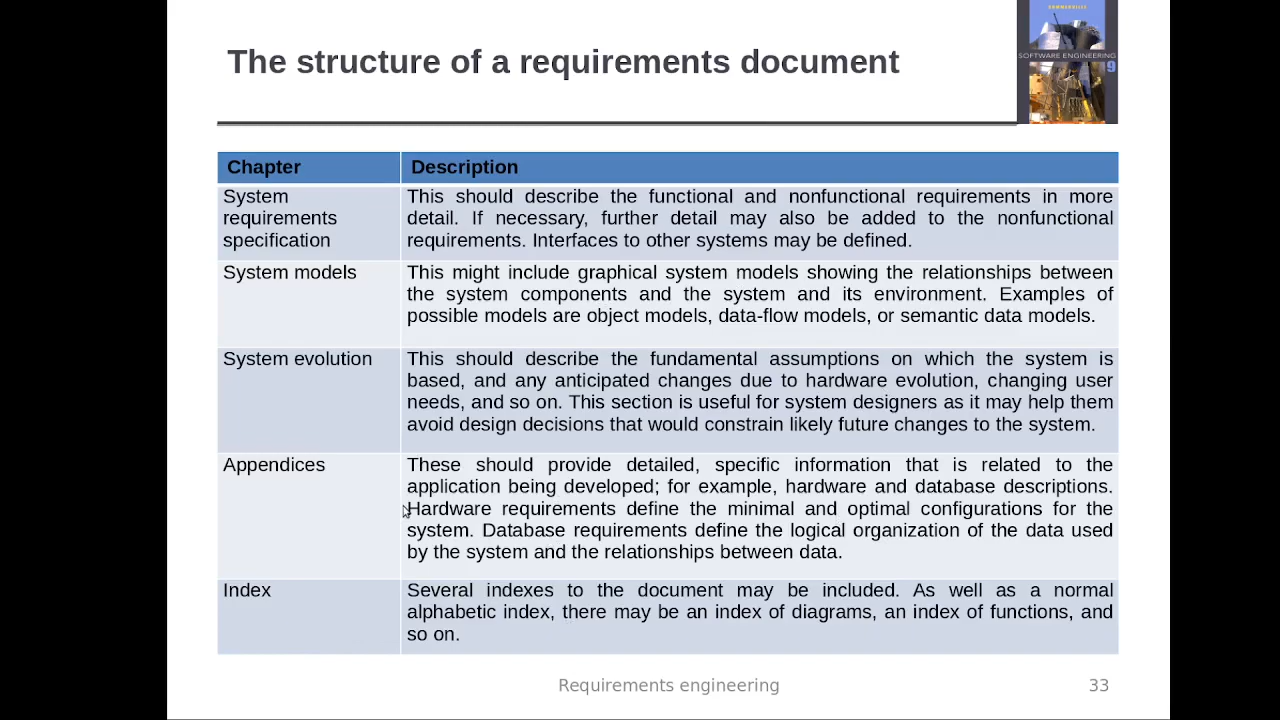 The structure of a requirements document
SOMMERVILLE
SOFTWARE ENGINEERING
9
Chapter Description
System requirements specification
This should describe the functional and nonfunctional requirements in more
detail. If necessary, further detail may also be added to the nonfunctional
requirements. Interfaces to other systems may be defined.
System models
This might include graphical system models showing the relationships between
the system components and the system and its environment. Examples of
possible models are object models, data-flow models, or semantic data models.
System evolution
This should describe the fundamental assumptions on which the system is
based, and any anticipated changes due to hardware evolution, changing user
needs, and so on. This section is useful for system designers as it may help them
avoid design decisions that would constrain likely future changes to the system.
Appendices
These should provide detailed, specific information that is related to the
application being developed; for example, hardware and database descriptions.
Hardware requirements define the minimal and optimal configurations for the
system. Database requirements define the logical organization of the data used
by the system and the relationships between data.
Index
Several indexes to the document may be included. As well as a normal
alphabetic index, there may be an index of diagrams, an index of functions, and
so on.
Requirements engineering
33